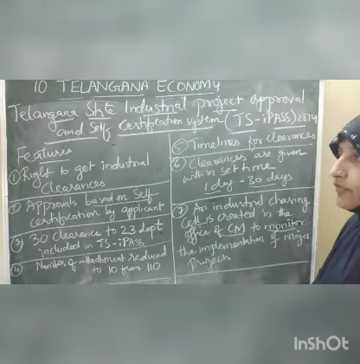 10 TELANGANA ECONOMY
Telangana State Industrial Project approval
and Self Certification System (TS-iPASS) 2014
Features
① Right to get industrial
clearances
② Approvals based on Self
certification by applicant
③ 30 clearance to 23 dept
included in TS-iPASS
④ Number of attachment reduced
to 10 from 110
⑤ Timelines for clearances
⑥ Clearances are given
with in set time
1 day - 30 days
⑦ An industrial chasing
Cell is created in the
office of CM to monitor
the implementation of major
projects
InShOt